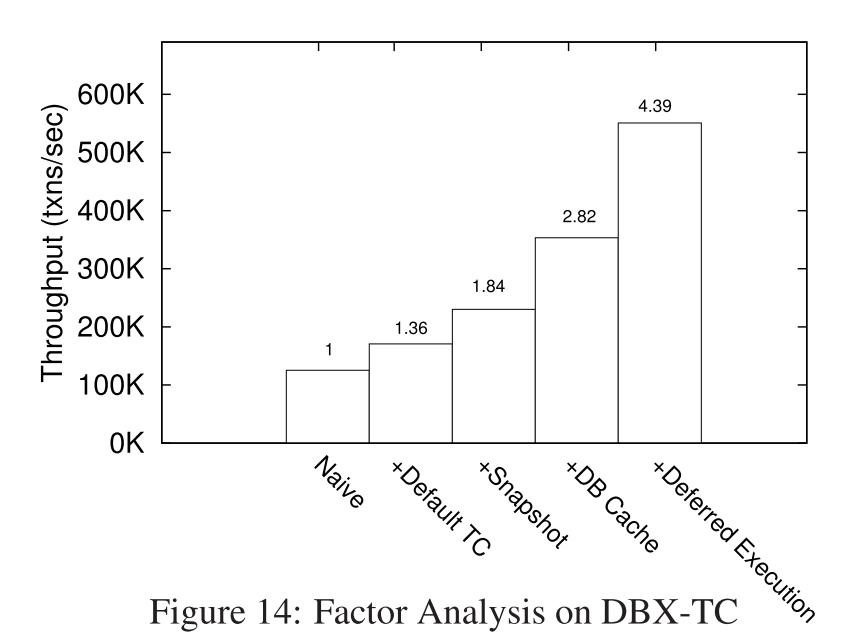 Throughput (txns/sec)
600K
500K
400K
300K
200K
100K
0K
1
1.36
1.84
2.82
4.39
Naive
+Default TC
+Snapshot
+DB Cache
+Deferred Execution
Figure 14: Factor Analysis on DBX-TC